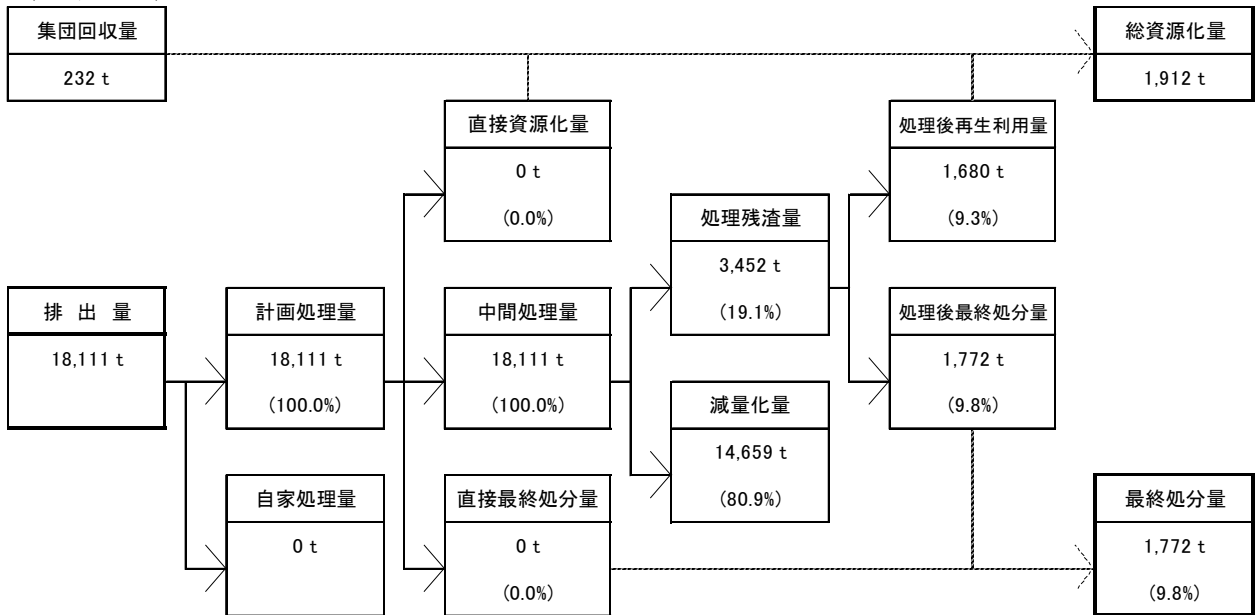 集団回収量
232 t
総資源化量
1,912 t
直接資源化量
0 t
(0.0%)
処理後再生利用量
1,680 t
(9.3%)
処理残渣量
3,452 t
(19.1%)
排 出 量
18,111 t
計画処理量
18,111 t
(100.0%)
中間処理量
18,111 t
(100.0%)
処理後最終処分量
1,772 t
(9.8%)
減量化量
14,659 t
(80.9%)
自家処理量
0 t
直接最終処分量
0 t
(0.0%)
最終処分量
1,772 t
(9.8%)